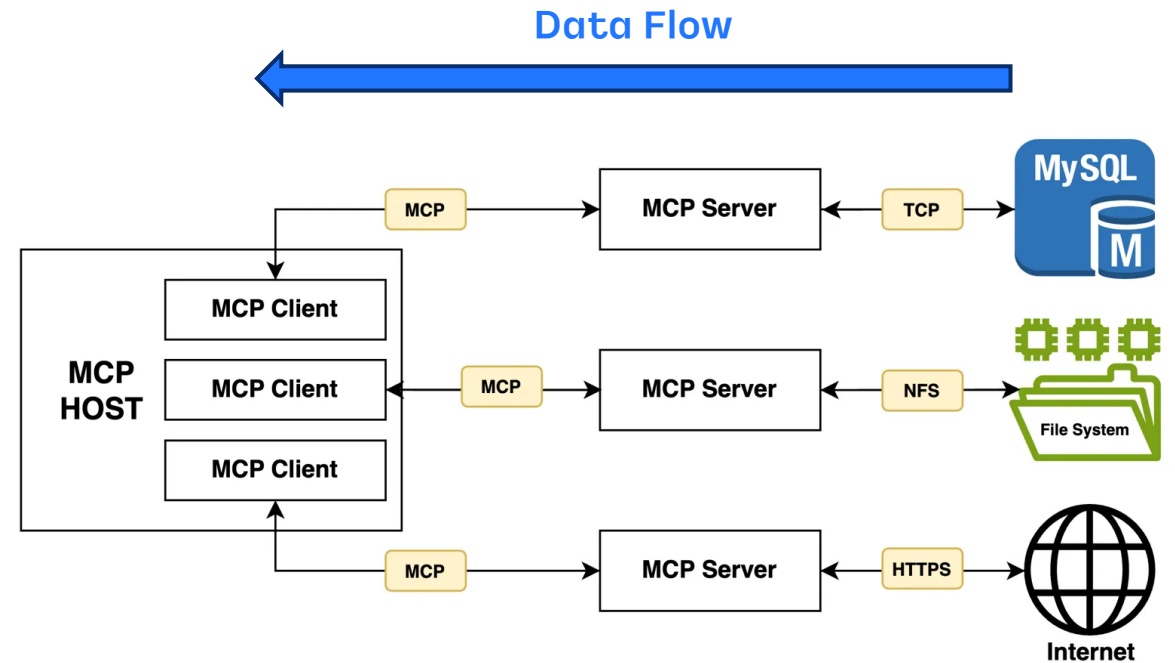 Data Flow
MCP
MCP Server
TCP
MySQL
M
MCP Client
MCP
HOST
MCP Client
MCP
MCP Server
NFS
File System
MCP Client
MCP
MCP Server
HTTPS
Internet